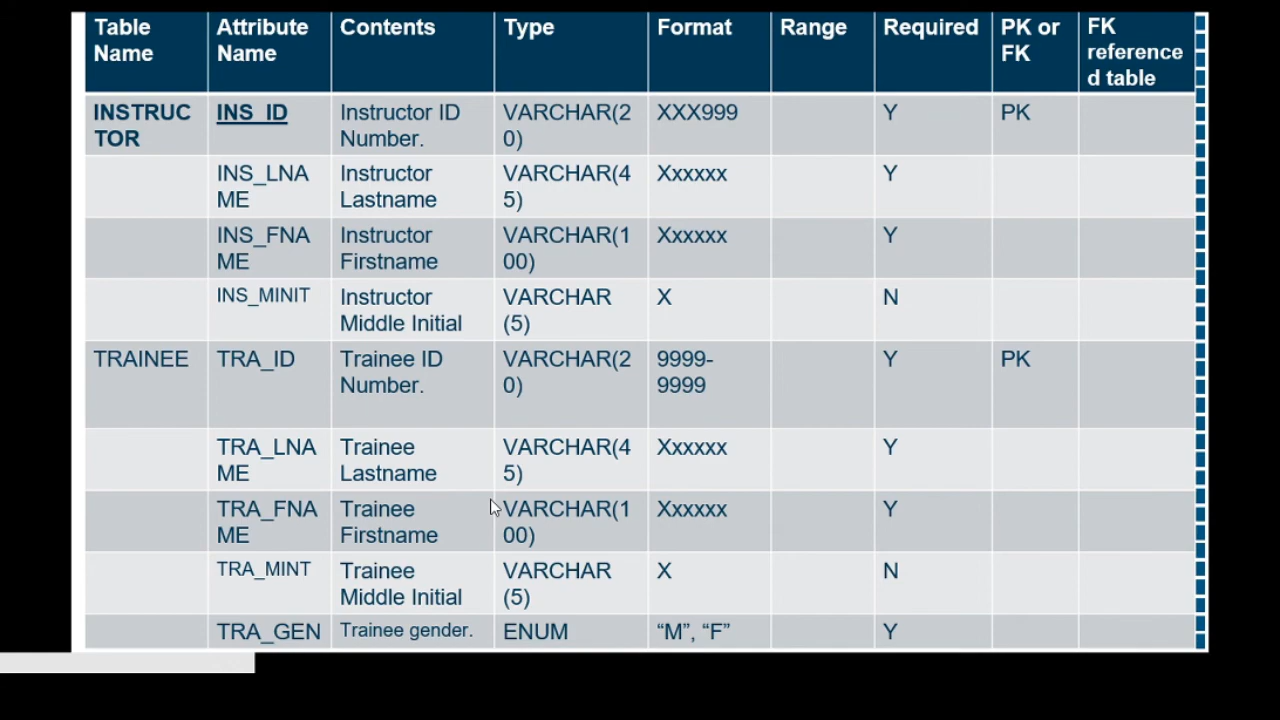 Table Name | Attribute Name | Contents | Type | Format | Range | Required | PK or FK | FK reference d table
INSTRUC TOR | INS_ID | Instructor ID Number. | VARCHAR(2 0) | XXX999 | | Y | PK |
INS_LNA ME | Instructor Lastname | VARCHAR(4 5) | Xxxxxx | | Y
INS_FNA ME | Instructor Firstname | VARCHAR(1 00) | Xxxxxx | | Y
INS_MINIT | Instructor Middle Initial | VARCHAR (5) | X | | N
TRAINEE | TRA_ID | Trainee ID Number. | VARCHAR(2 0) | 9999- 9999 | | Y | PK |
TRA_LNA ME | Trainee Lastname | VARCHAR(4 5) | Xxxxxx | | Y
TRA_FNA ME | Trainee Firstname | VARCHAR(1 00) | Xxxxxx | | Y
TRA_MINT | Trainee Middle Initial | VARCHAR (5) | X | | N
TRA_GEN | Trainee gender. | ENUM | “M”, “F” | | Y